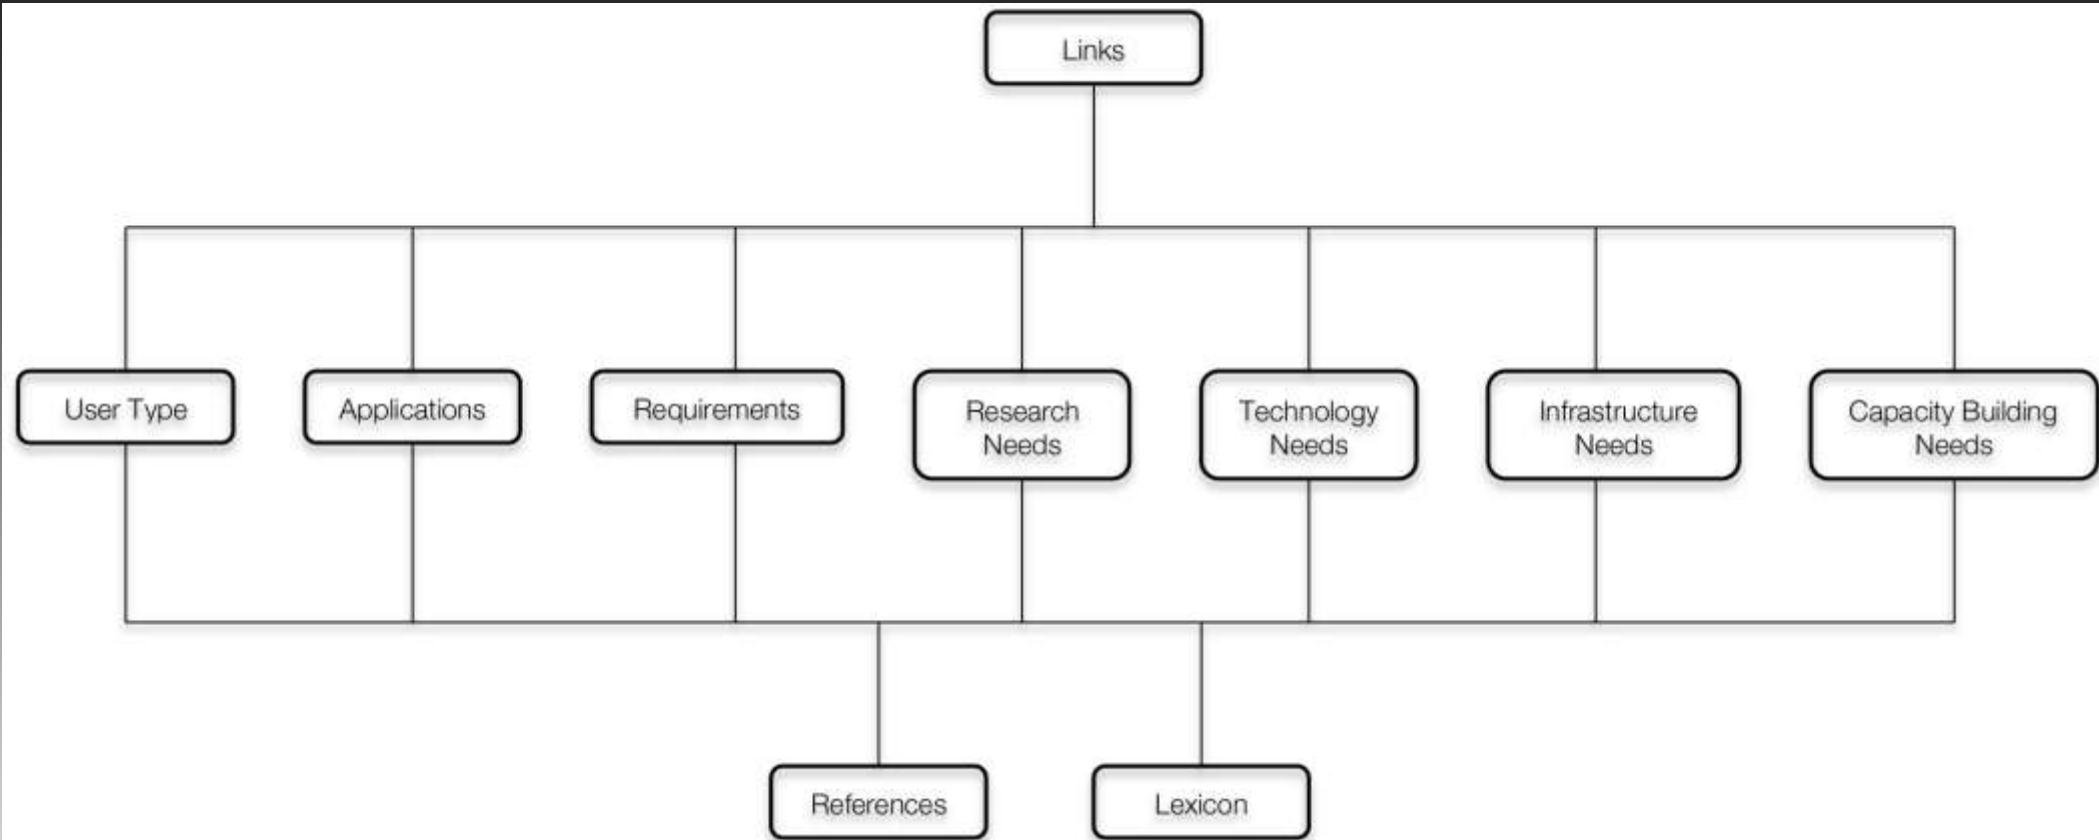 Links
User Type
Applications
Requirements
Research
Needs
Technology
Needs
Infrastructure
Needs
Capacity Building
Needs
References
Lexicon